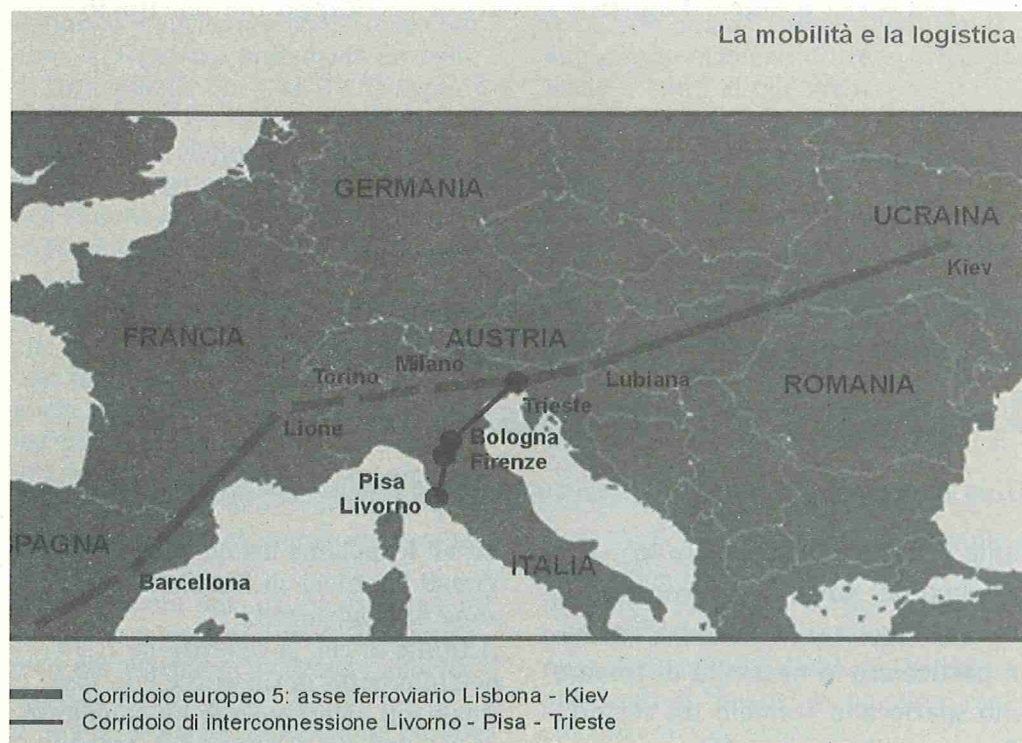 La mobilità e la logistica
GERMANIA
UCRAINA
Kiev
FRANCIA
AUSTRIA
Milano
Torino
Lubiana
ROMANIA
Trieste
Lione
Bologna
Firenze
Pisa
Livorno
SPAGNA
ITALIA
Barcellona
Corridoio europeo 5: asse ferroviario Lisbona - Kiev
Corridoio di interconnessione Livorno - Pisa - Trieste